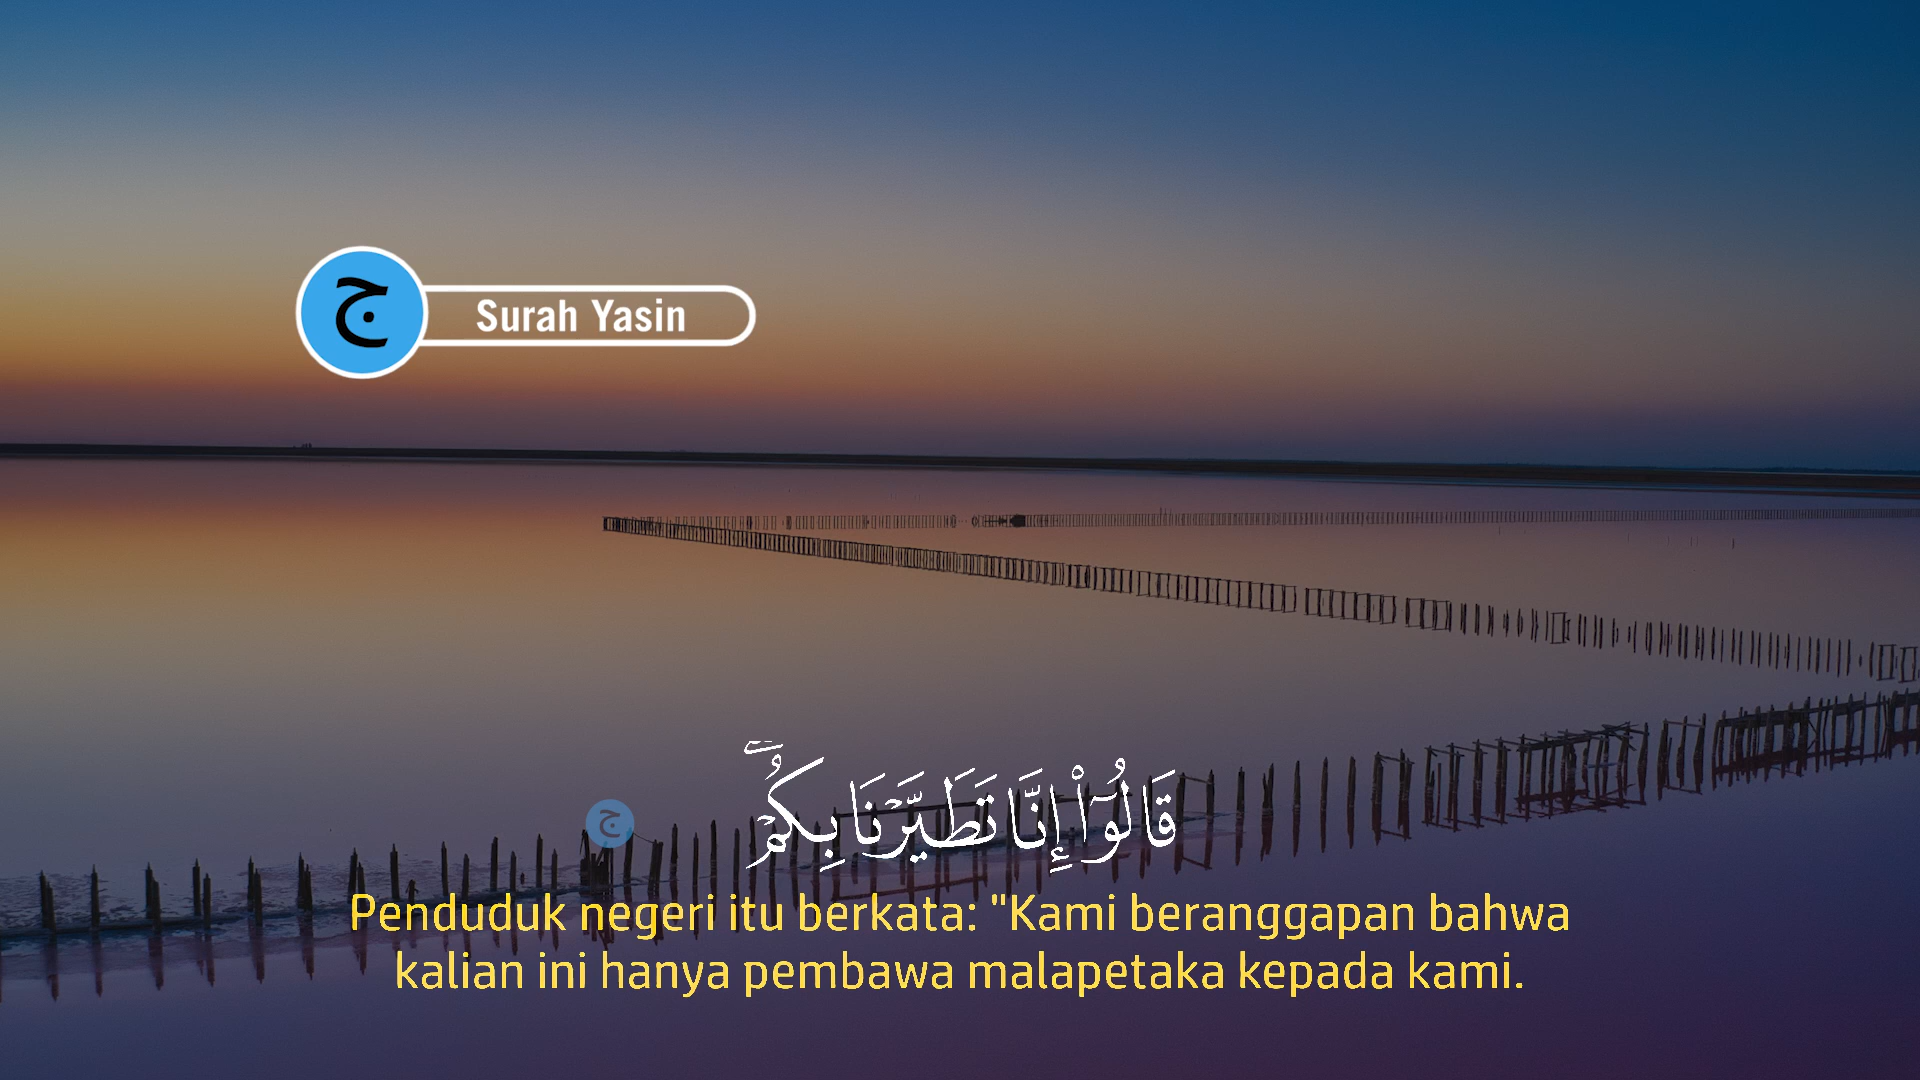 ج
Surah Yasin
قَالُوٓا۟ إِنَّا تَطَيَّرْنَا بِكُمْ ۖ
ج
Penduduk negeri itu berkata: "Kami beranggapan bahwa
kalian ini hanya pembawa malapetaka kepada kami.